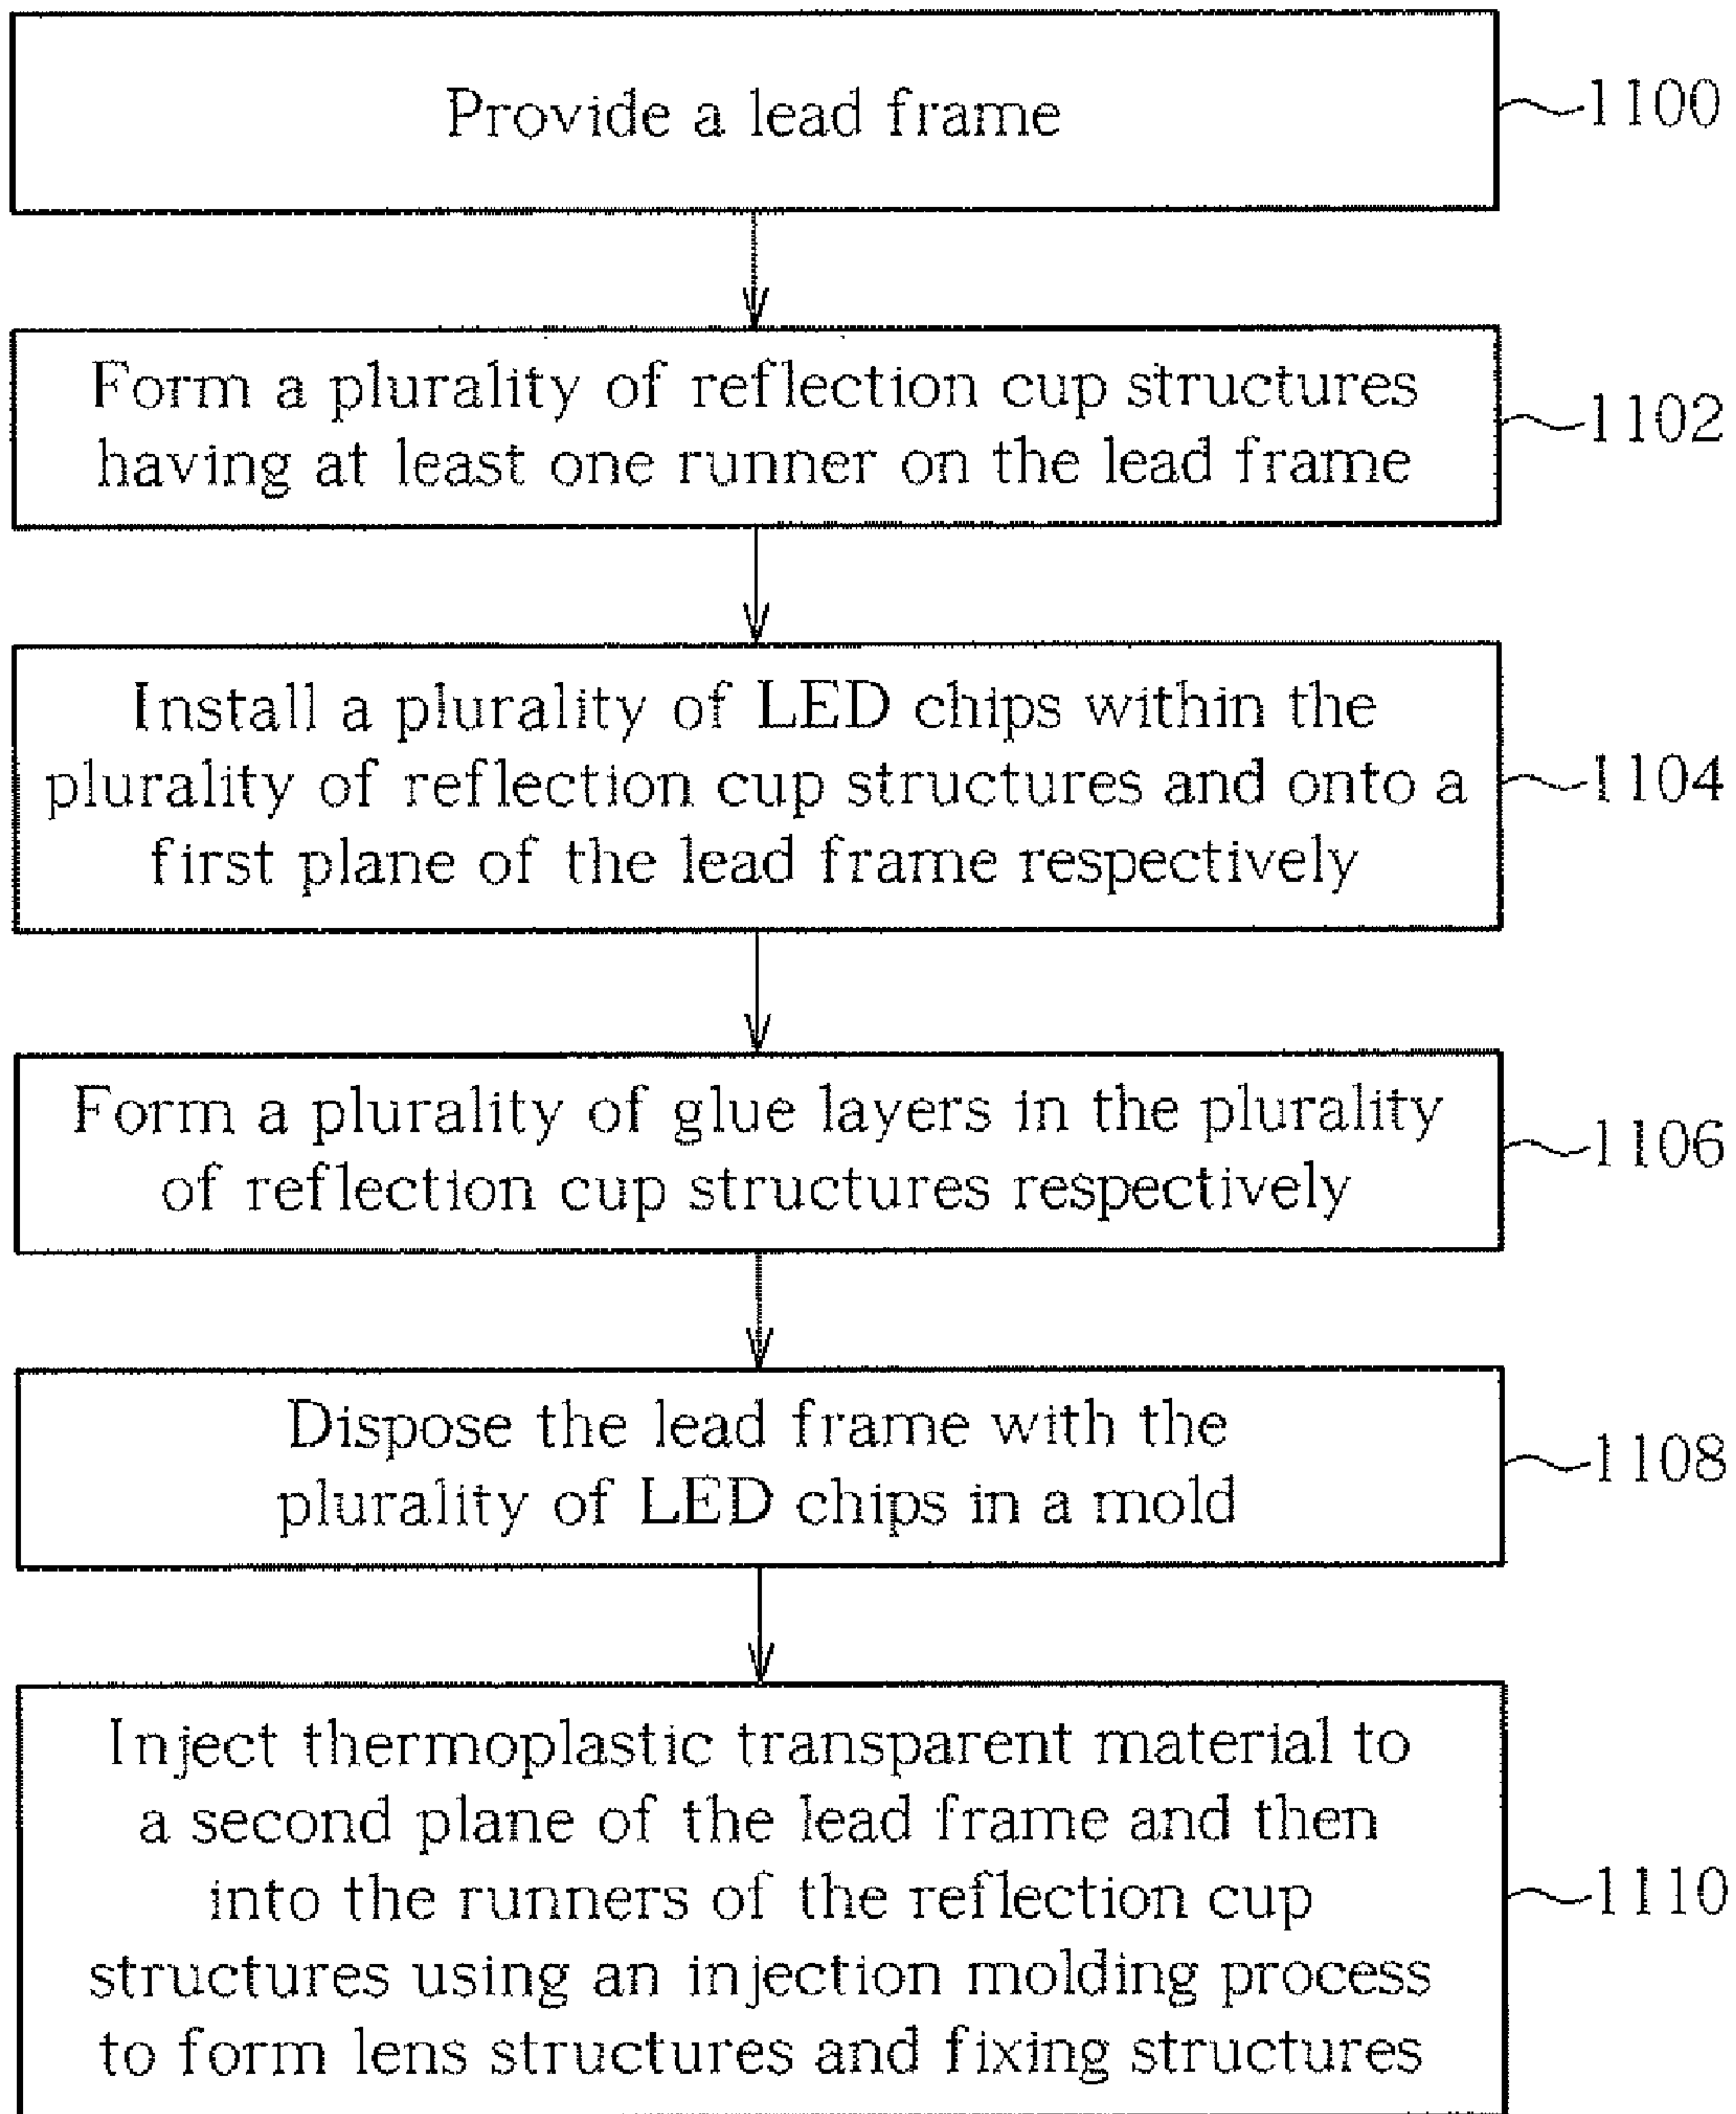 Provide a lead frame
1100
Form a plurality of reflection cup structures
having at least one runner on the lead frame
1102
Install a plurality of LED chips within the
plurality of reflection cup structures and onto a
first plane of the lead frame respectively
1104
Form a plurality of glue layers in the plurality
of reflection cup structures respectively
1106
Dispose the lead frame with the
plurality of LED chips in a mold
1108
Inject thermoplastic transparent material to
a second plane of the lead frame and then
into the runners of the reflection cup
structures using an injection molding process
to form lens structures and fixing structures
1110